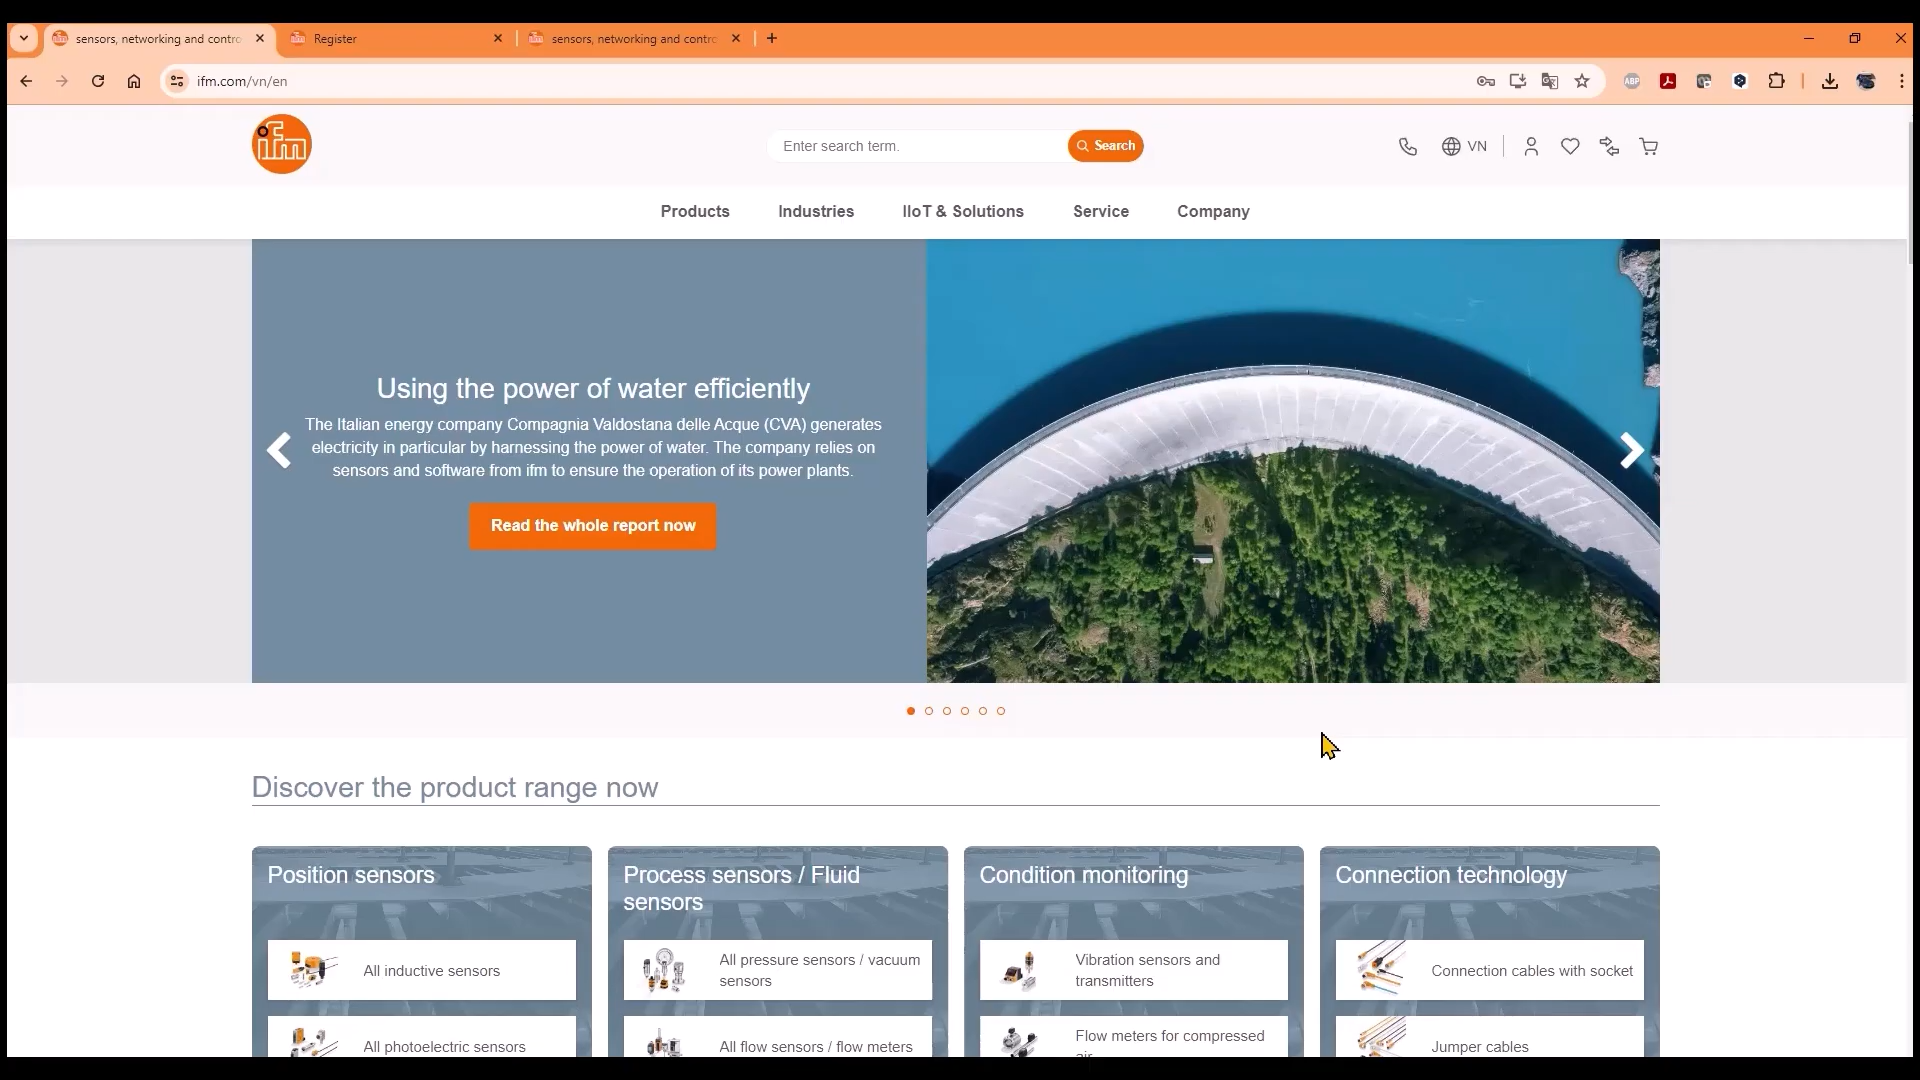 sensors, networking and contro
Register
sensors, networking and contro
ifm.com/vn/en
ABP
ifm
Enter search term.
Search
VN
Products
Industries
IIoT & Solutions
Service
Company
Using the power of water efficiently
The Italian energy company Compagnia Valdostana delle Acque (CVA) generates
electricity in particular by harnessing the power of water. The company relies on
sensors and software from ifm to ensure the operation of its power plants.
Read the whole report now
Discover the product range now
Position sensors
All inductive sensors
All photoelectric sensors
Process sensors / Fluid
sensors
All pressure sensors / vacuum
sensors
All flow sensors / flow meters
Condition monitoring
Vibration sensors and
transmitters
Flow meters for compressed
air
Connection technology
Connection cables with socket
Jumper cables